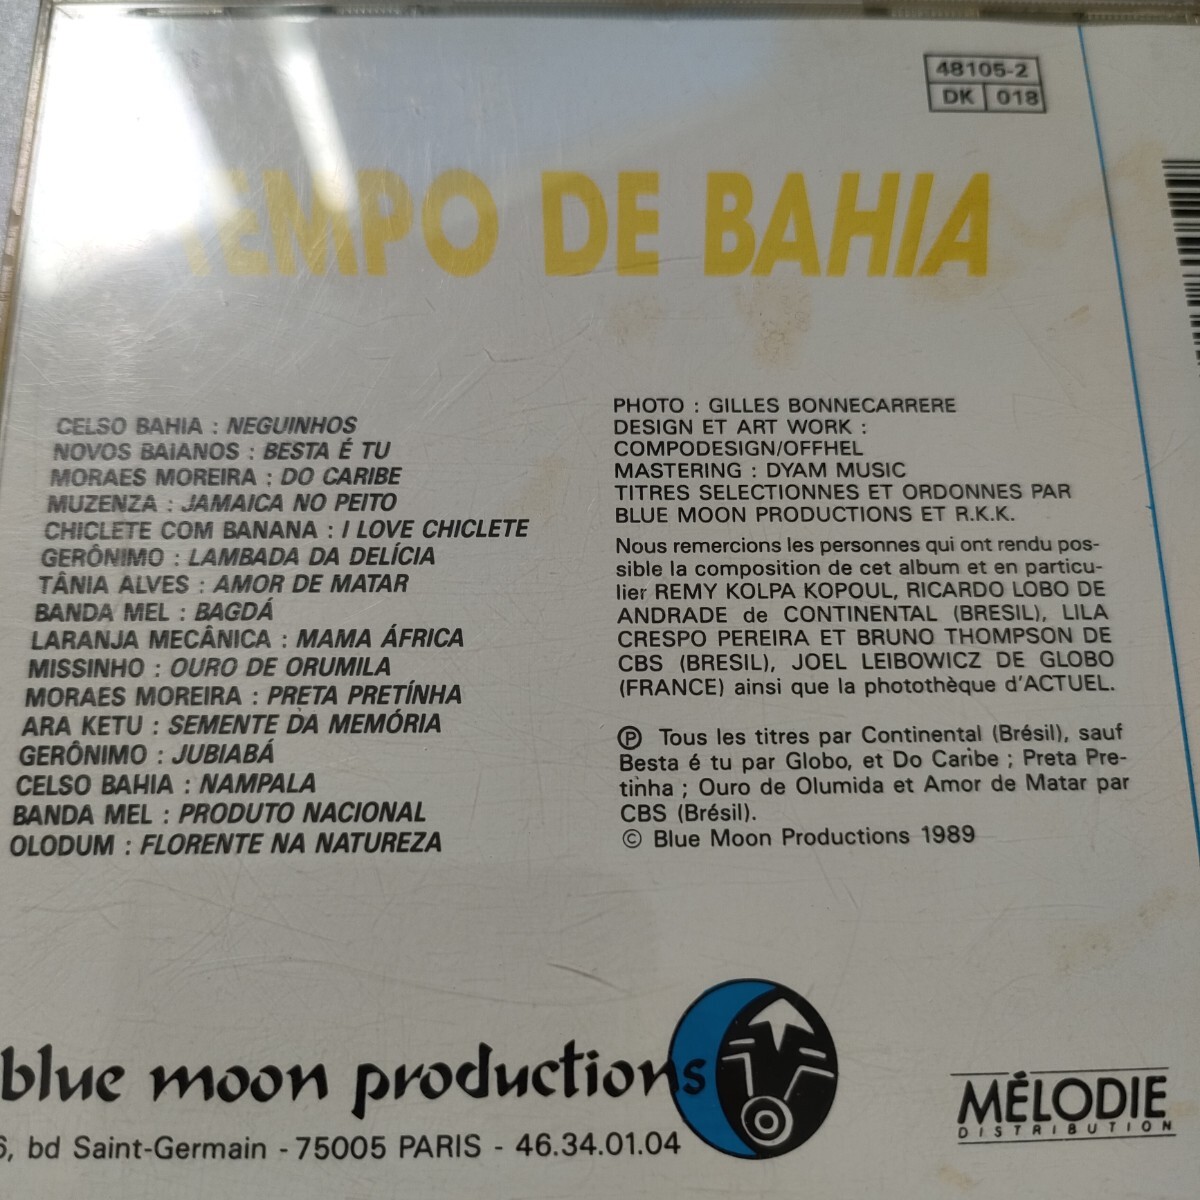 48105-2
DK 018
TEMPO DE BAHIA
CELSO BAHIA : NEGUINHOS
NOVOS BAIANOS : BESTA É TU
MORAES MOREIRA : DO CARIBE
MUZENZA : JAMAICA NO PEITO
CHICLETE COM BANANA : I LOVE CHICLETE
GERÔNIMO : LAMBADA DA DELÍCIA
TÂNIA ALVES : AMOR DE MATAR
BANDA MEL : BAGDÁ
LARANJA MECÂNICA : MAMA ÁFRICA
MISSINHO : OURO DE ORUMILA
MORAES MOREIRA : PRETA PRETÍNHA
ARA KETU : SEMENTE DA MEMÓRIA
GERÔNIMO : JUBIABÁ
CELSO BAHIA : NAMPALA
BANDA MEL : PRODUTO NACIONAL
OLODUM : FLORENTE NA NATUREZA
PHOTO : GILLES BONNECARRERE
DESIGN ET ART WORK :
COMPODESIGN/OFFHEL
MASTERING : DYAM MUSIC
TITRES SELECTIONNES ET ORDONNES PAR
BLUE MOON PRODUCTIONS ET R.K.K.
Nous remercions les personnes qui ont rendu pos-
sible la composition de cet album et en particu-
lier REMY KOLPA KOPOUL, RICARDO LOBO DE
ANDRADE de CONTINENTAL (BRESIL), LILA
CRESPO PEREIRA ET BRUNO THOMPSON DE
CBS (BRESIL), JOEL LEIBOWICZ DE GLOBO
(FRANCE) ainsi que la photothèque d'ACTUEL.
℗ Tous les titres par Continental (Brésil), sauf
Besta é tu par Globo, et Do Caribe ; Preta Pre-
tinha ; Ouro de Olumida et Amor de Matar par
CBS (Brésil).
© Blue Moon Productions 1989
blue moon productions
6, bd Saint-Germain - 75005 PARIS - 46.34.01.04
MÉLODIE
DISTRIBUTION